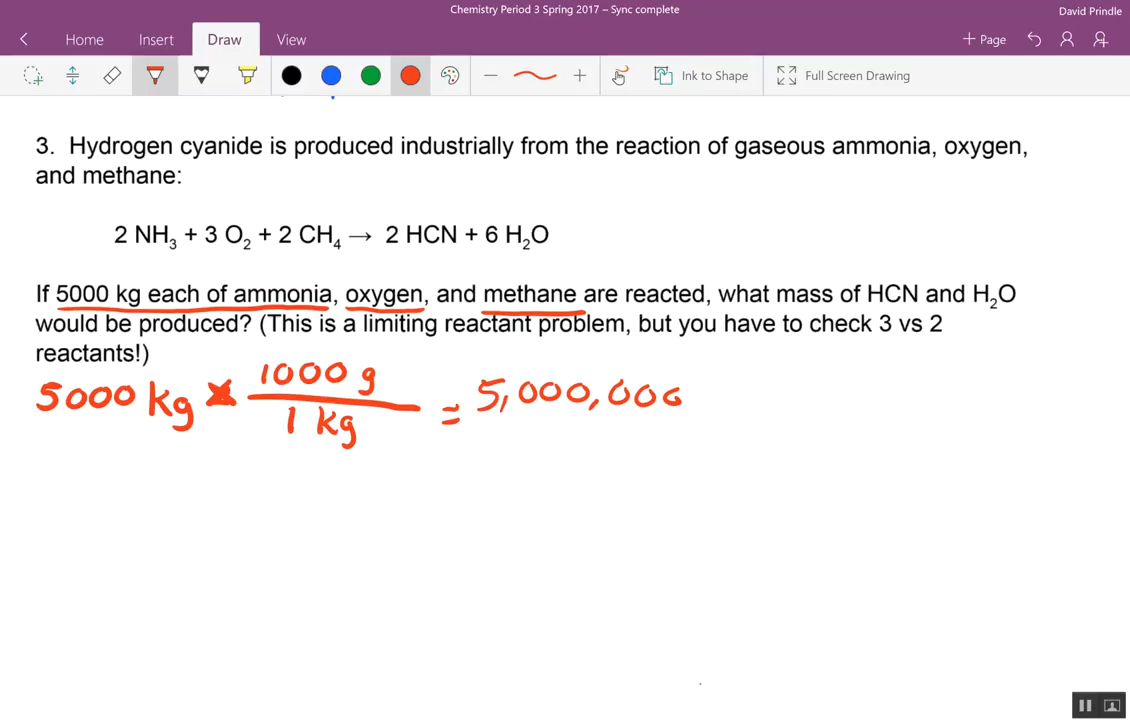 Chemistry Period 3 Spring 2017 – Sync complete
David Prindle
Home Insert Draw View
+ Page
Ink to Shape
Full Screen Drawing
3. Hydrogen cyanide is produced industrially from the reaction of gaseous ammonia, oxygen,
and methane:
2 NH₃ + 3 O₂ + 2 CH₄ → 2 HCN + 6 H₂O
If 5000 kg each of ammonia, oxygen, and methane are reacted, what mass of HCN and H₂O
would be produced? (This is a limiting reactant problem, but you have to check 3 vs 2
reactants!)
1000 g
5000 kg × = 5,000,000
1 kg